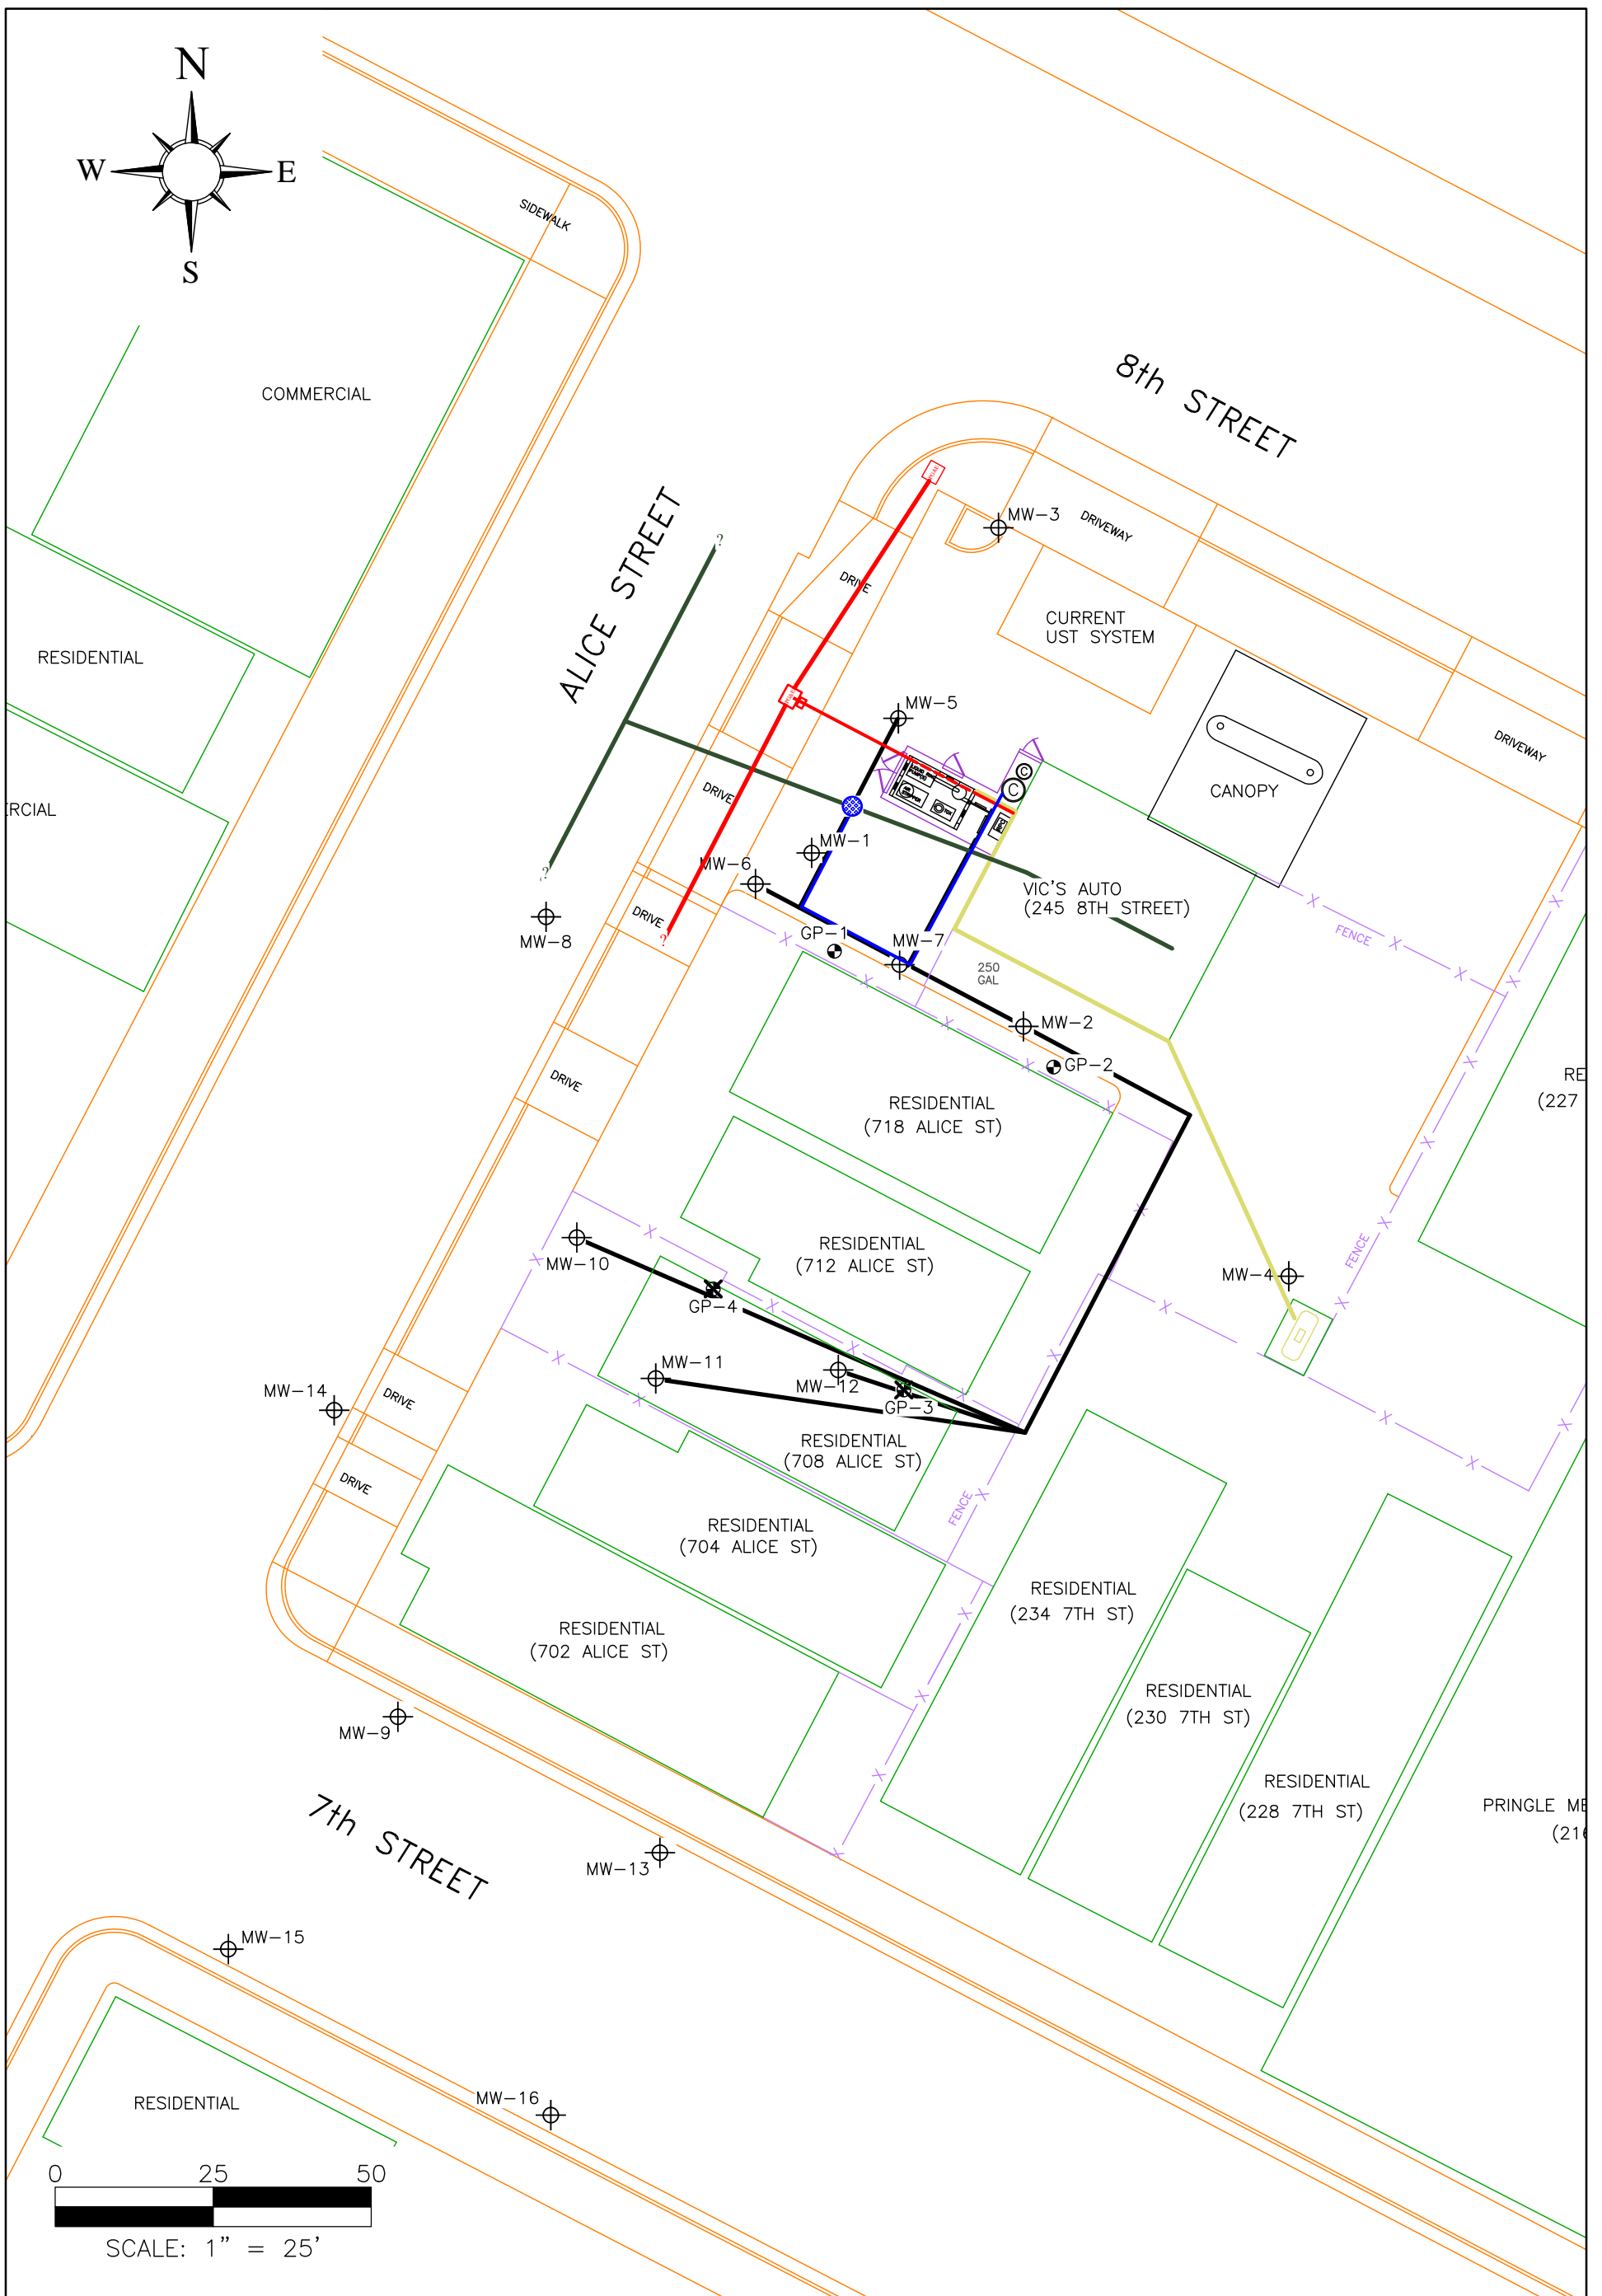 N
W
E
S
SIDEWALK
COMMERCIAL
8th STREET
ALICE STREET
MW-3
DRIVEWAY
DRIVE
?
CURRENT
UST SYSTEM
RESIDENTIAL
MW-5
DRIVEWAY
CANOPY
C
C
DRIVE
RCIAL
MW-1
MW-6
?
VIC'S AUTO
(245 8TH STREET)
DRIVE
MW-8
GP-1
MW-7
?
FENCE
250
GAL
MW-2
GP-2
DRIVE
RE
(227
RESIDENTIAL
(718 ALICE ST)
RESIDENTIAL
(712 ALICE ST)
MW-10
FENCE
MW-4
GP-4
MW-11
MW-12
MW-14
DRIVE
GP-3
RESIDENTIAL
(708 ALICE ST)
DRIVE
FENCE
RESIDENTIAL
(704 ALICE ST)
RESIDENTIAL
(234 7TH ST)
RESIDENTIAL
(702 ALICE ST)
RESIDENTIAL
(230 7TH ST)
MW-9
RESIDENTIAL
(228 7TH ST)
PRINGLE ME
(216
7th STREET
MW-13
MW-15
MW-16
RESIDENTIAL
0 25 50
SCALE: 1" = 25'